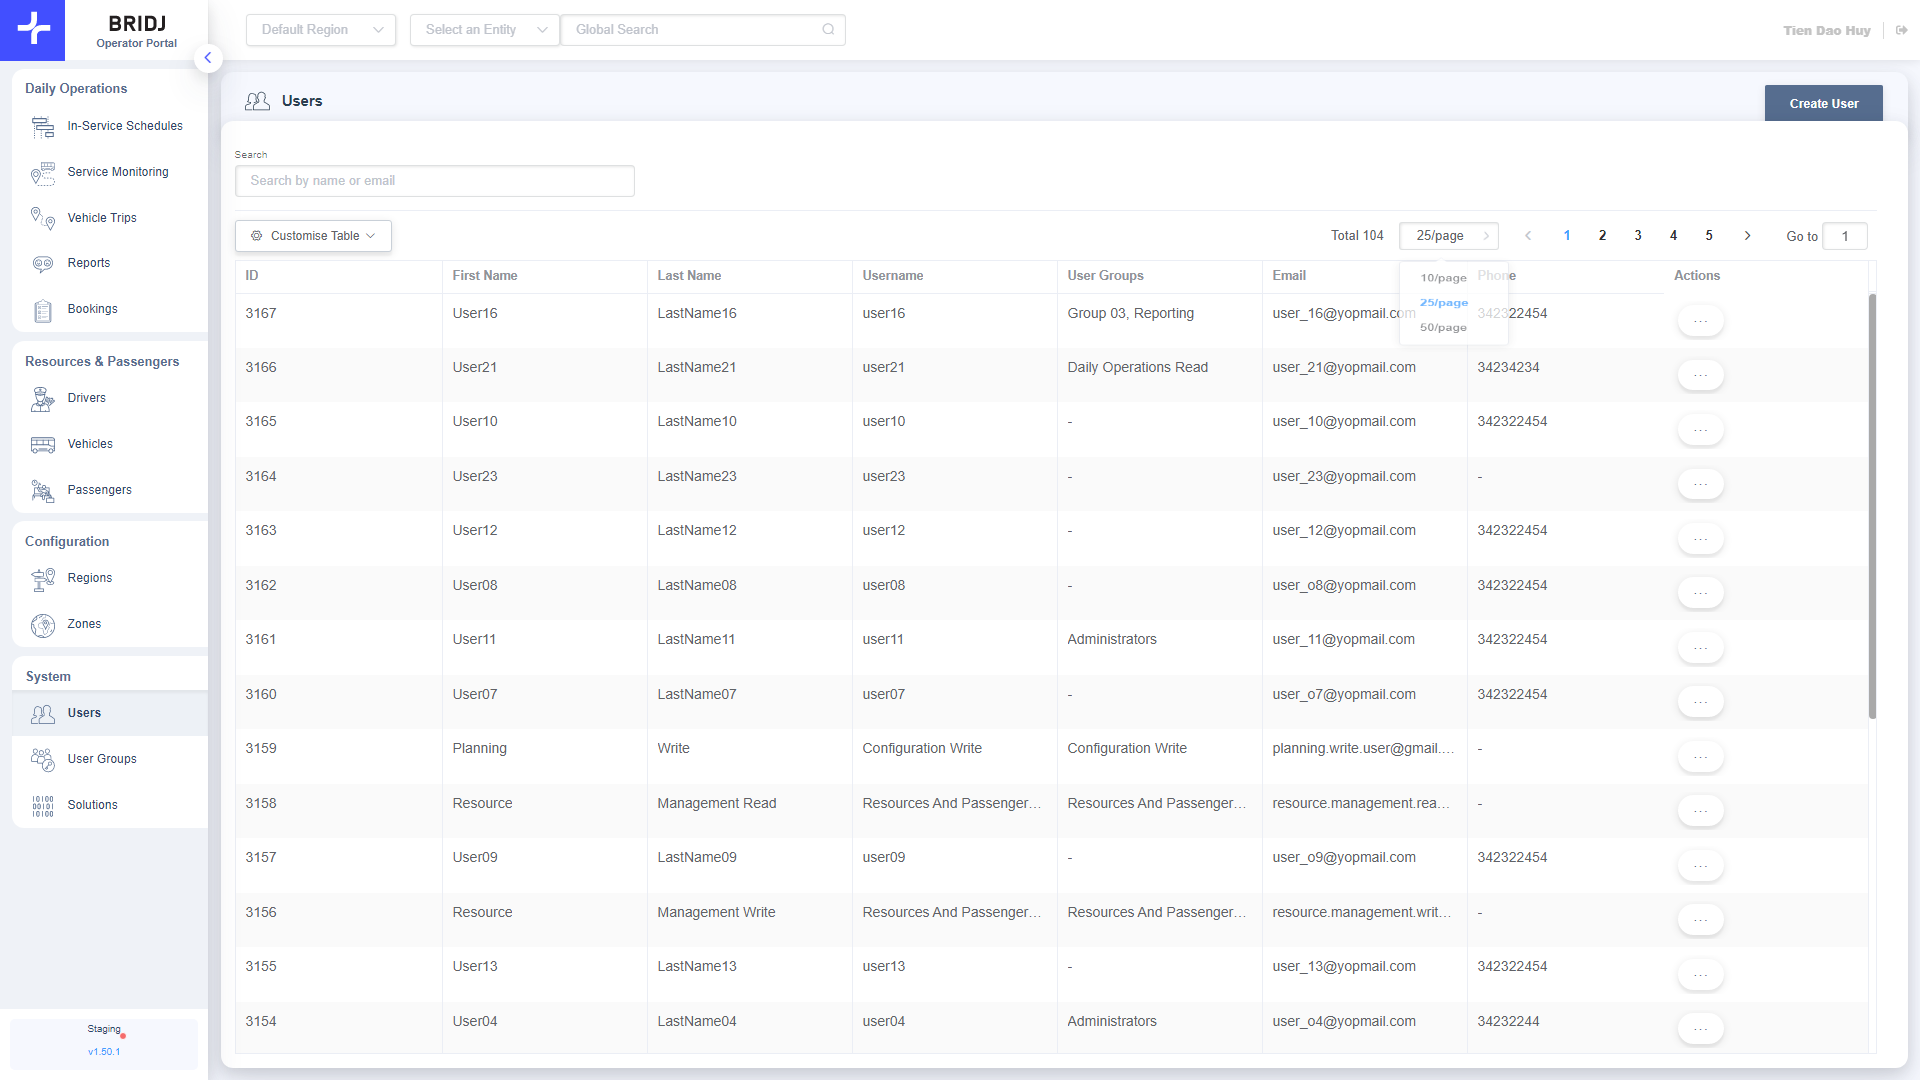 BRIDJ
Operator Portal
Default Region
Select an Entity
Global Search
Tien Dao Huy
Daily Operations
In-Service Schedules
Service Monitoring
Vehicle Trips
Reports
Bookings
Resources & Passengers
Drivers
Vehicles
Passengers
Configuration
Regions
Zones
System
Users
User Groups
Solutions
Staging
v1.50.1
Users
Create User
Search
Search by name or email
Customise Table
Total 104 25/page 1 2 3 4 5 Go to 1
10/page
25/page
50/page
ID First Name Last Name Username User Groups Email Phone Actions
3167 User16 LastName16 user16 Group 03, Reporting user_16@yopmail.com 342322454 ...
3166 User21 LastName21 user21 Daily Operations Read user_21@yopmail.com 34234234 ...
3165 User10 LastName10 user10 - user_10@yopmail.com 342322454 ...
3164 User23 LastName23 user23 - user_23@yopmail.com - ...
3163 User12 LastName12 user12 - user_12@yopmail.com 342322454 ...
3162 User08 LastName08 user08 - user_o8@yopmail.com 342322454 ...
3161 User11 LastName11 user11 Administrators user_11@yopmail.com 342322454 ...
3160 User07 LastName07 user07 - user_o7@yopmail.com 342322454 ...
3159 Planning Write Configuration Write Configuration Write planning.write.user@gmail.... - ...
3158 Resource Management Read Resources And Passenger... Resources And Passenger... resource.management.rea... - ...
3157 User09 LastName09 user09 - user_o9@yopmail.com 342322454 ...
3156 Resource Management Write Resources And Passenger... Resources And Passenger... resource.management.writ... - ...
3155 User13 LastName13 user13 - user_13@yopmail.com 342322454 ...
3154 User04 LastName04 user04 Administrators user_o4@yopmail.com 34232244 ...